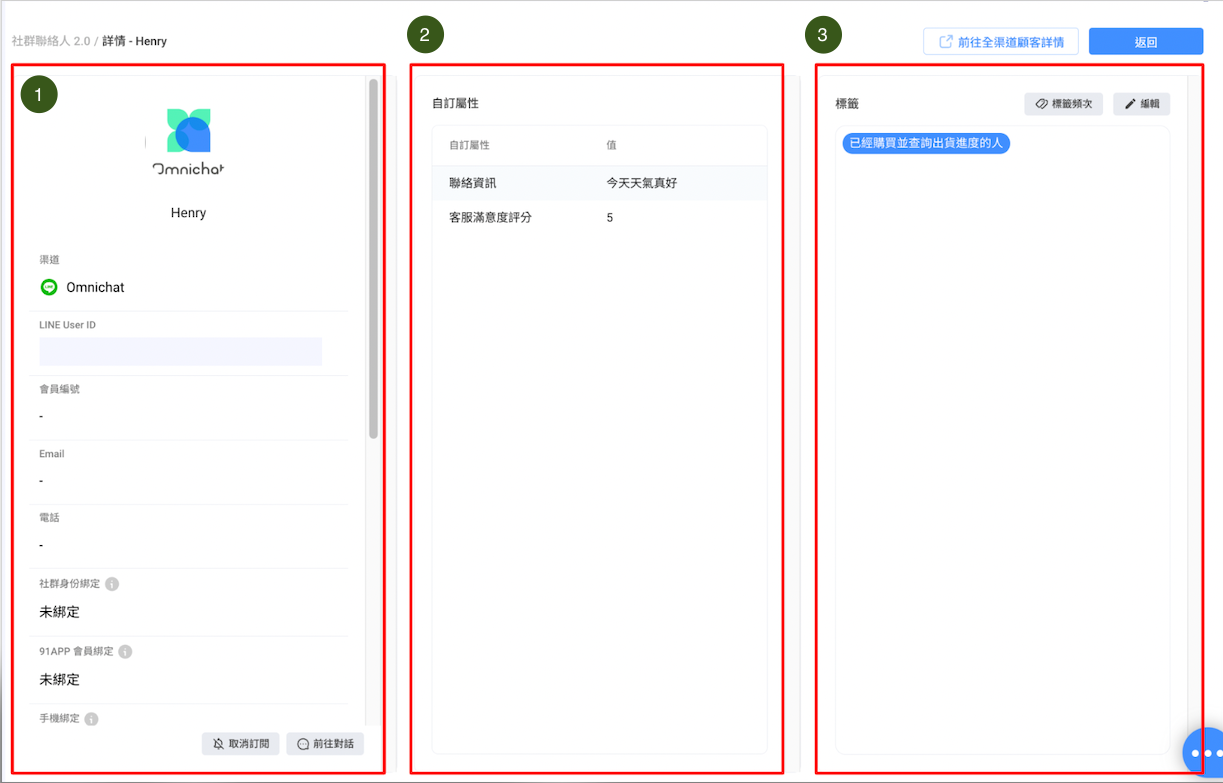 社群聯絡人 2.0 / 詳情 - Henry
前往全渠道顧客詳情
返回
1
Omnichat
Henry
渠道
Omnichat
LINE User ID
會員編號
-
Email
-
電話
-
社群身份綁定
未綁定
91APP 會員綁定
未綁定
手機綁定
取消訂閱
前往對話
2
自訂屬性
自訂屬性 值
聯絡資訊 今天天氣真好
客服滿意度評分 5
3
標籤
標籤頻次
編輯
已經購買並查詢出貨進度的人